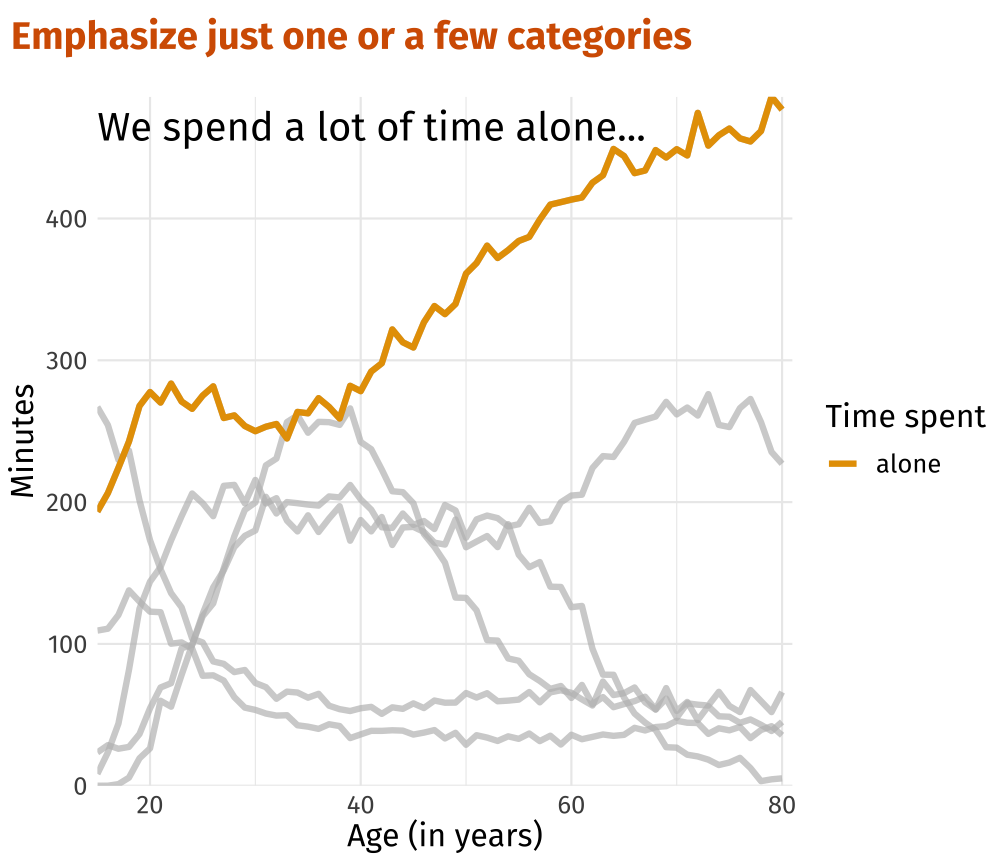 Emphasize just one or a few categories
We spend a lot of time alone...
400
300
200
100
0
Minutes
20 40 60 80
Age (in years)
Time spent
alone